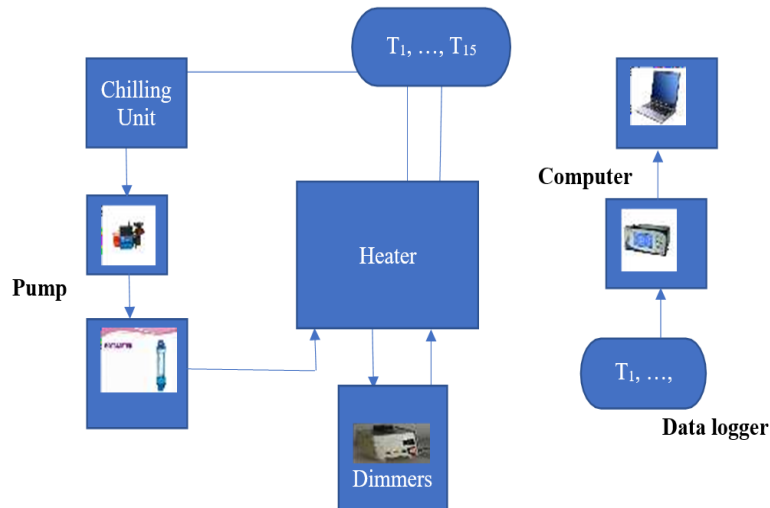 T1, …, T15
Chilling
Unit
Computer
Heater
Pump
T1, …,
Data logger
Dimmers